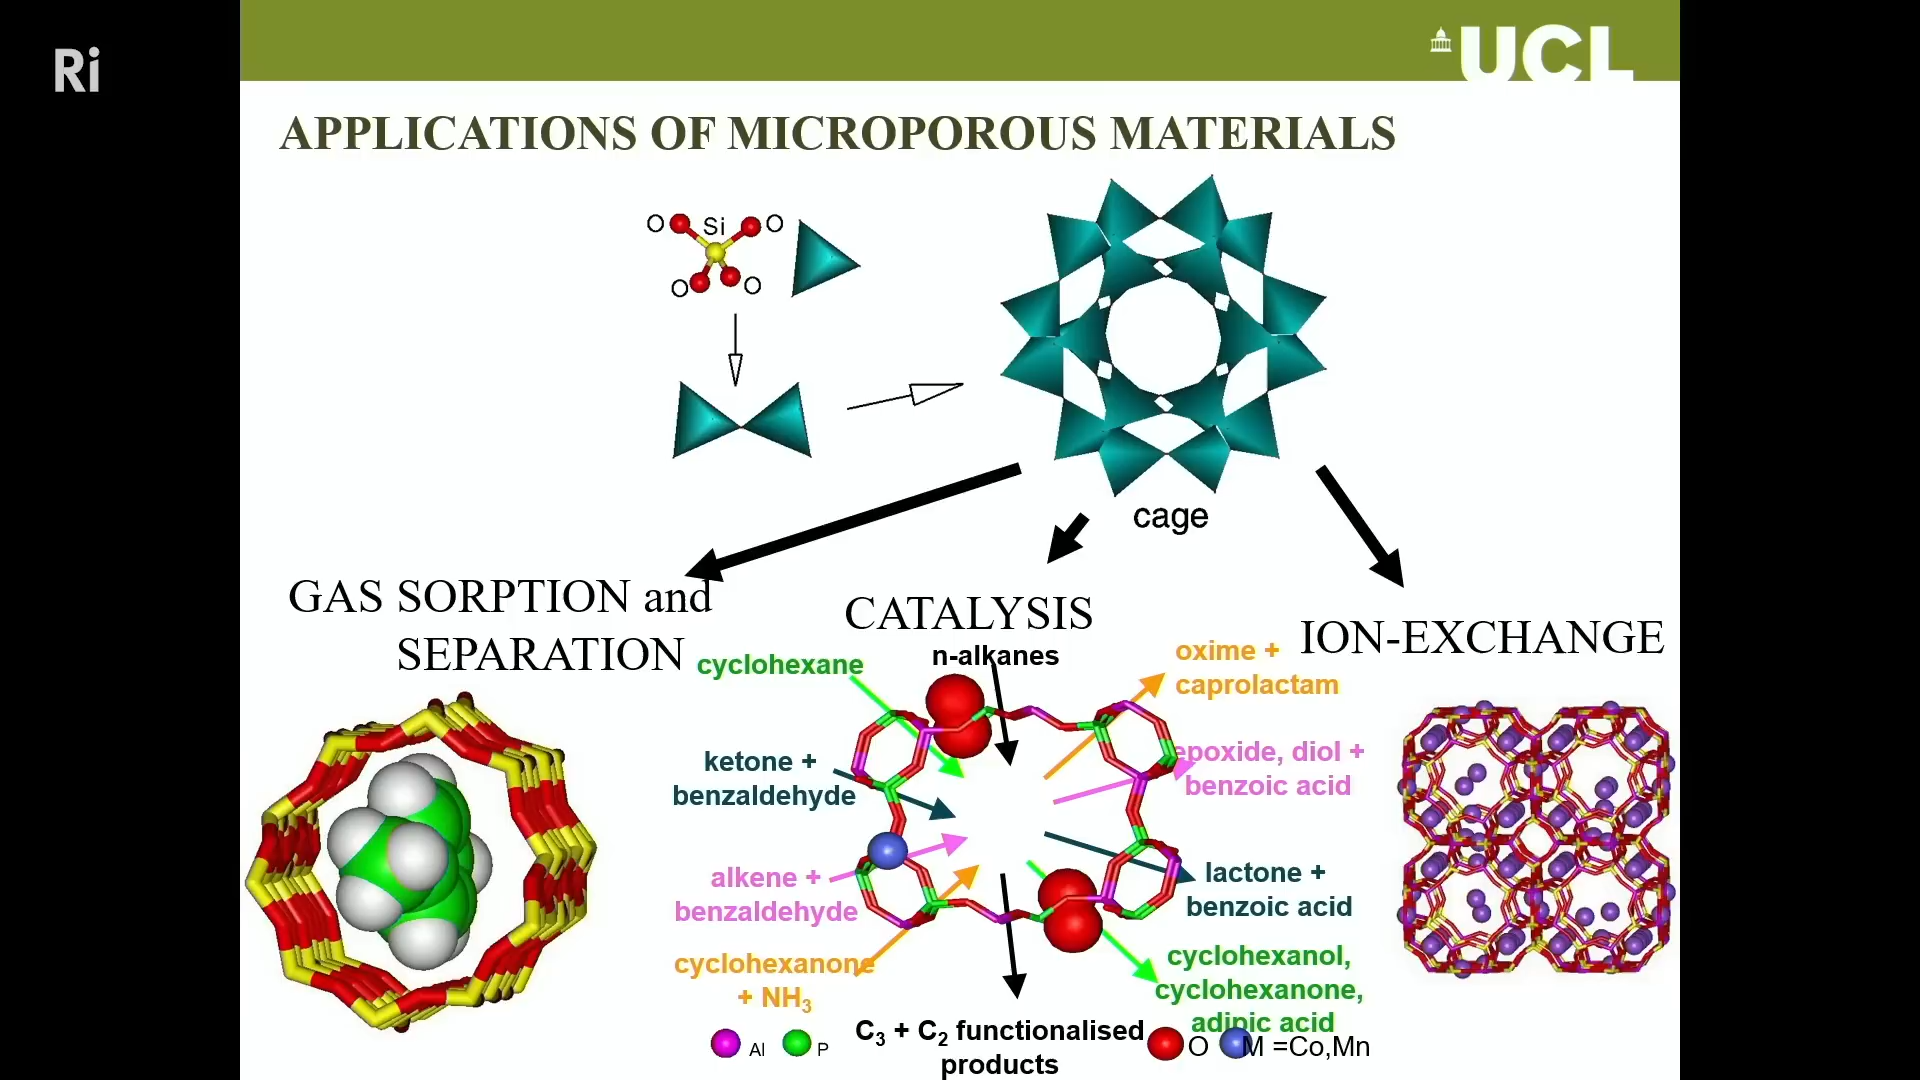 Ri
UCL
APPLICATIONS OF MICROPOROUS MATERIALS
O Si O
O O
cage
GAS SORPTION and
SEPARATION
CATALYSIS
ION-EXCHANGE
cyclohexane
n-alkanes
oxime +
caprolactam
ketone +
benzaldehyde
epoxide, diol +
benzoic acid
alkene +
benzaldehyde
lactone +
benzoic acid
cyclohexanone
+ NH₃
cyclohexanol,
cyclohexanone,
adipic acid
C₃ + C₂ functionalised
products
Al P O M =Co,Mn